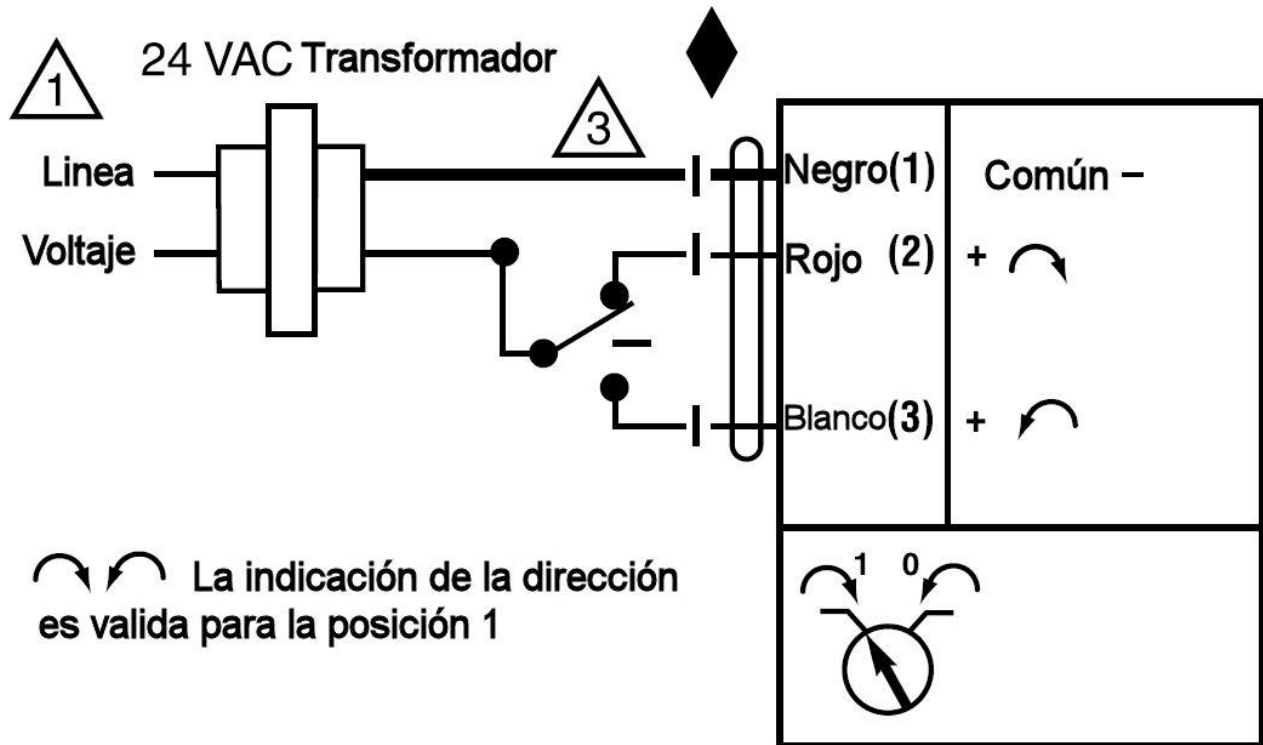 1
24 VAC Transformador
3
Linea
Voltaje
Negro(1)
Común –
Rojo (2)
+
Blanco(3)
+
La indicación de la dirección
es valida para la posición 1
1 0